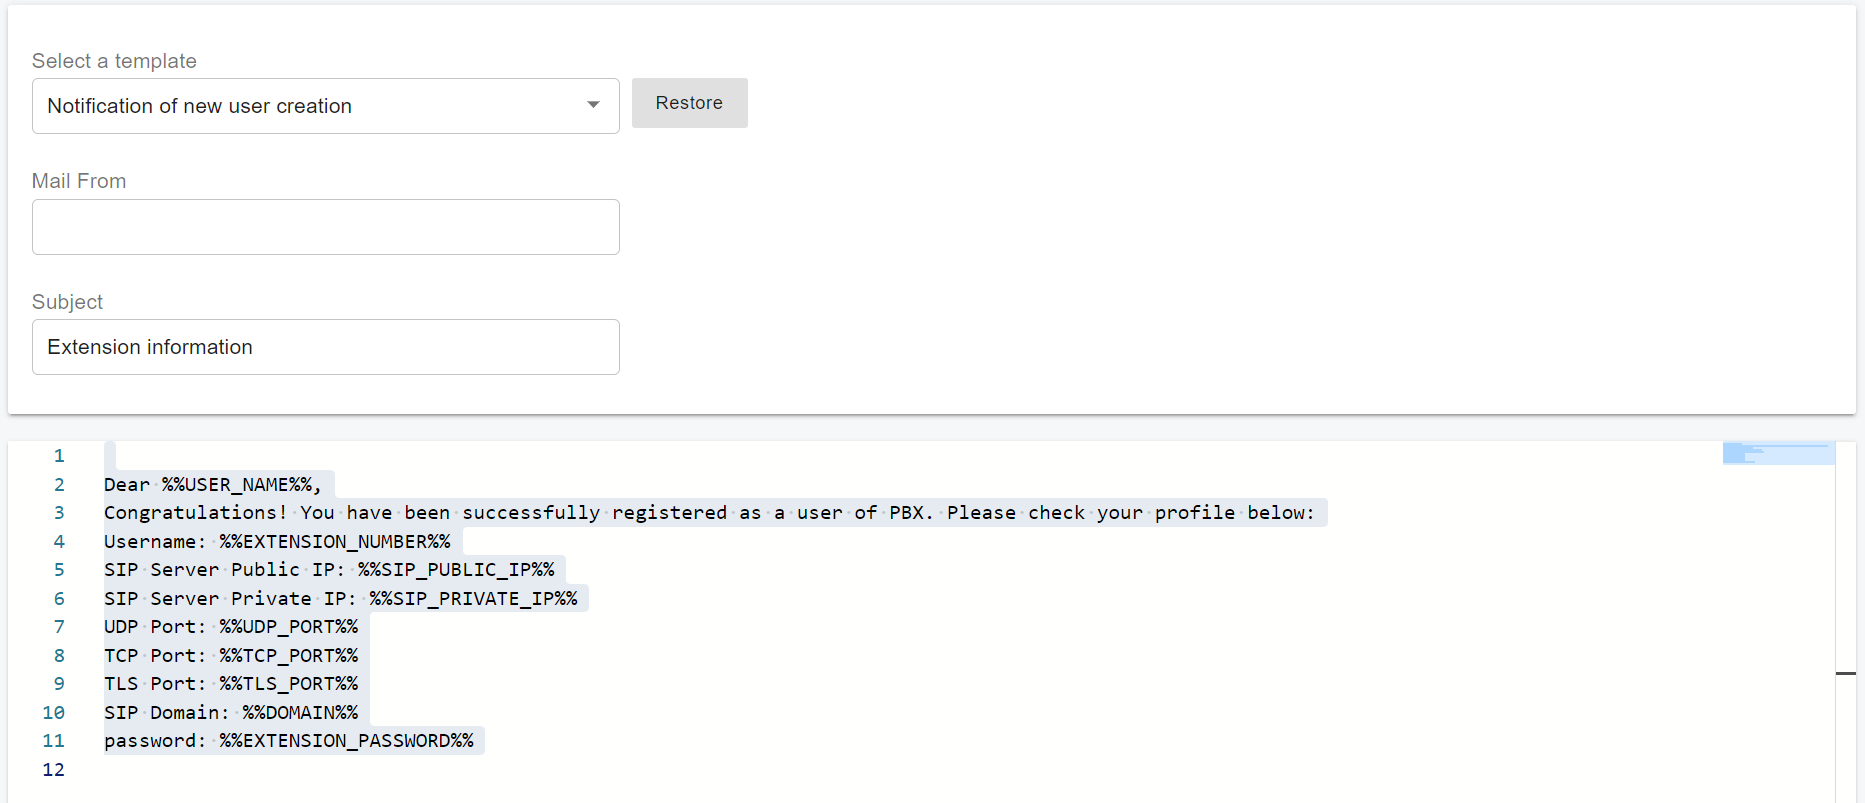 Select a template
Notification of new user creation
Restore
Mail From
Subject
Extension information
1
2 Dear %%USER_NAME%%,
3 Congratulations! You have been successfully registered as a user of PBX. Please check your profile below:
4 Username: %%EXTENSION_NUMBER%%
5 SIP Server Public IP: %%SIP_PUBLIC_IP%%
6 SIP Server Private IP: %%SIP_PRIVATE_IP%%
7 UDP Port: %%UDP_PORT%%
8 TCP Port: %%TCP_PORT%%
9 TLS Port: %%TLS_PORT%%
10 SIP Domain: %%DOMAIN%%
11 password: %%EXTENSION_PASSWORD%%
12